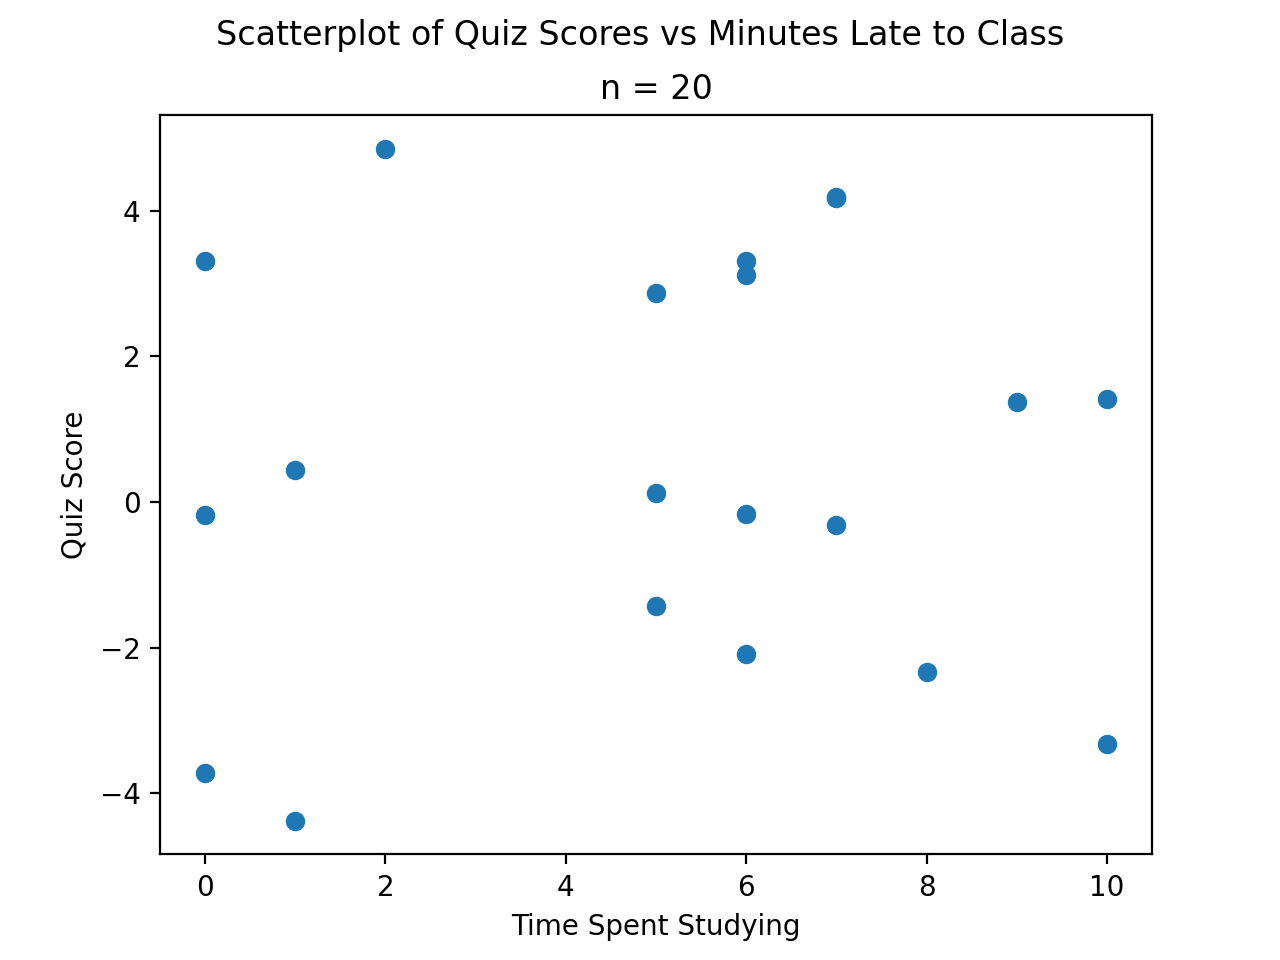 Scatterplot of Quiz Scores vs Minutes Late to Class
n = 20
4
2
0
−2
−4
Quiz Score
0 2 4 6 8 10
Time Spent Studying